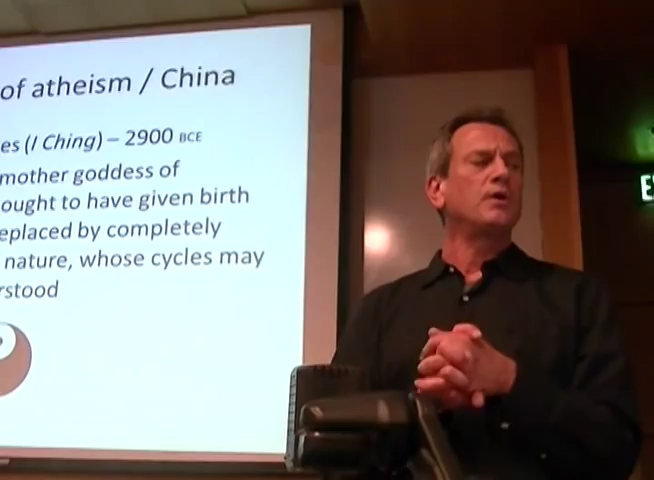 of atheism / China
es (I Ching) – 2900 BCE
mother goddess of
ought to have given birth
eplaced by completely
nature, whose cycles may
rstood
E